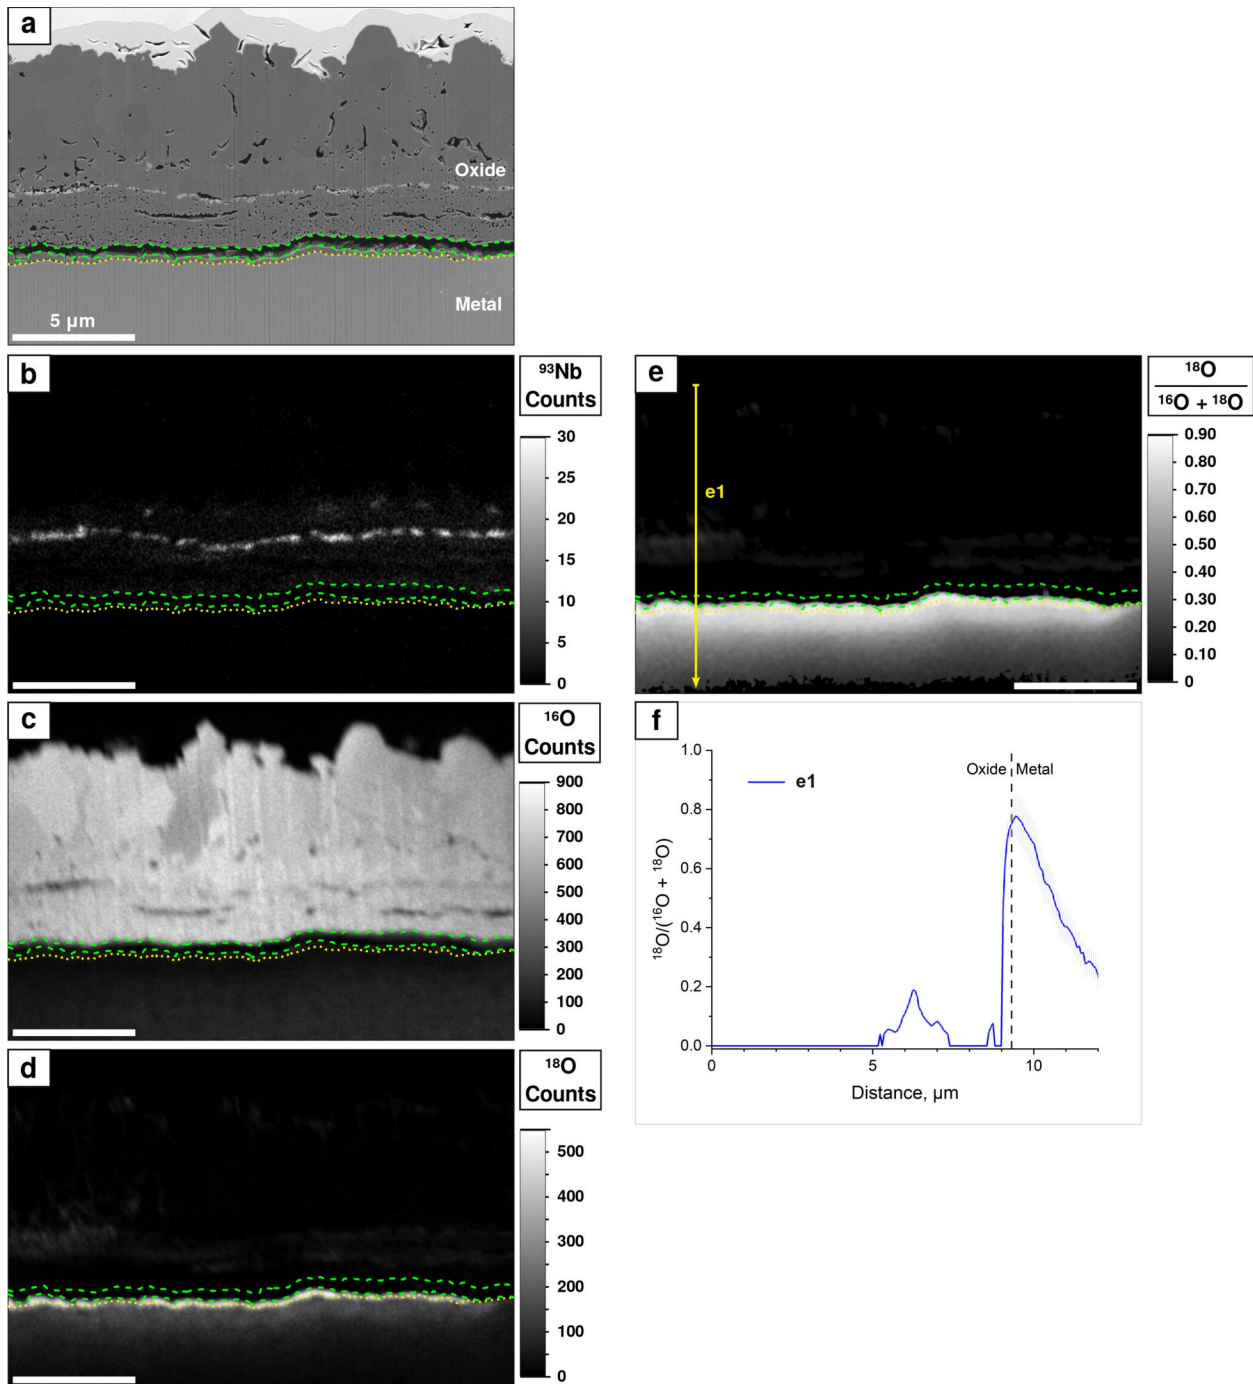 a
Oxide
Metal
5 µm
b
⁹³Nb
Counts
30
25
20
15
10
5
0
c
¹⁶O
Counts
900
800
700
600
500
400
300
200
100
0
d
¹⁸O
Counts
500
400
300
200
100
0
e
e1
¹⁸O
¹⁶O + ¹⁸O
0.90
0.80
0.70
0.60
0.50
0.40
0.30
0.20
0.10
0
f
1.0
0.8
0.6
0.4
0.2
0.0
¹⁸O/(¹⁶O + ¹⁸O)
e1
Oxide Metal
0 5 10
Distance, µm